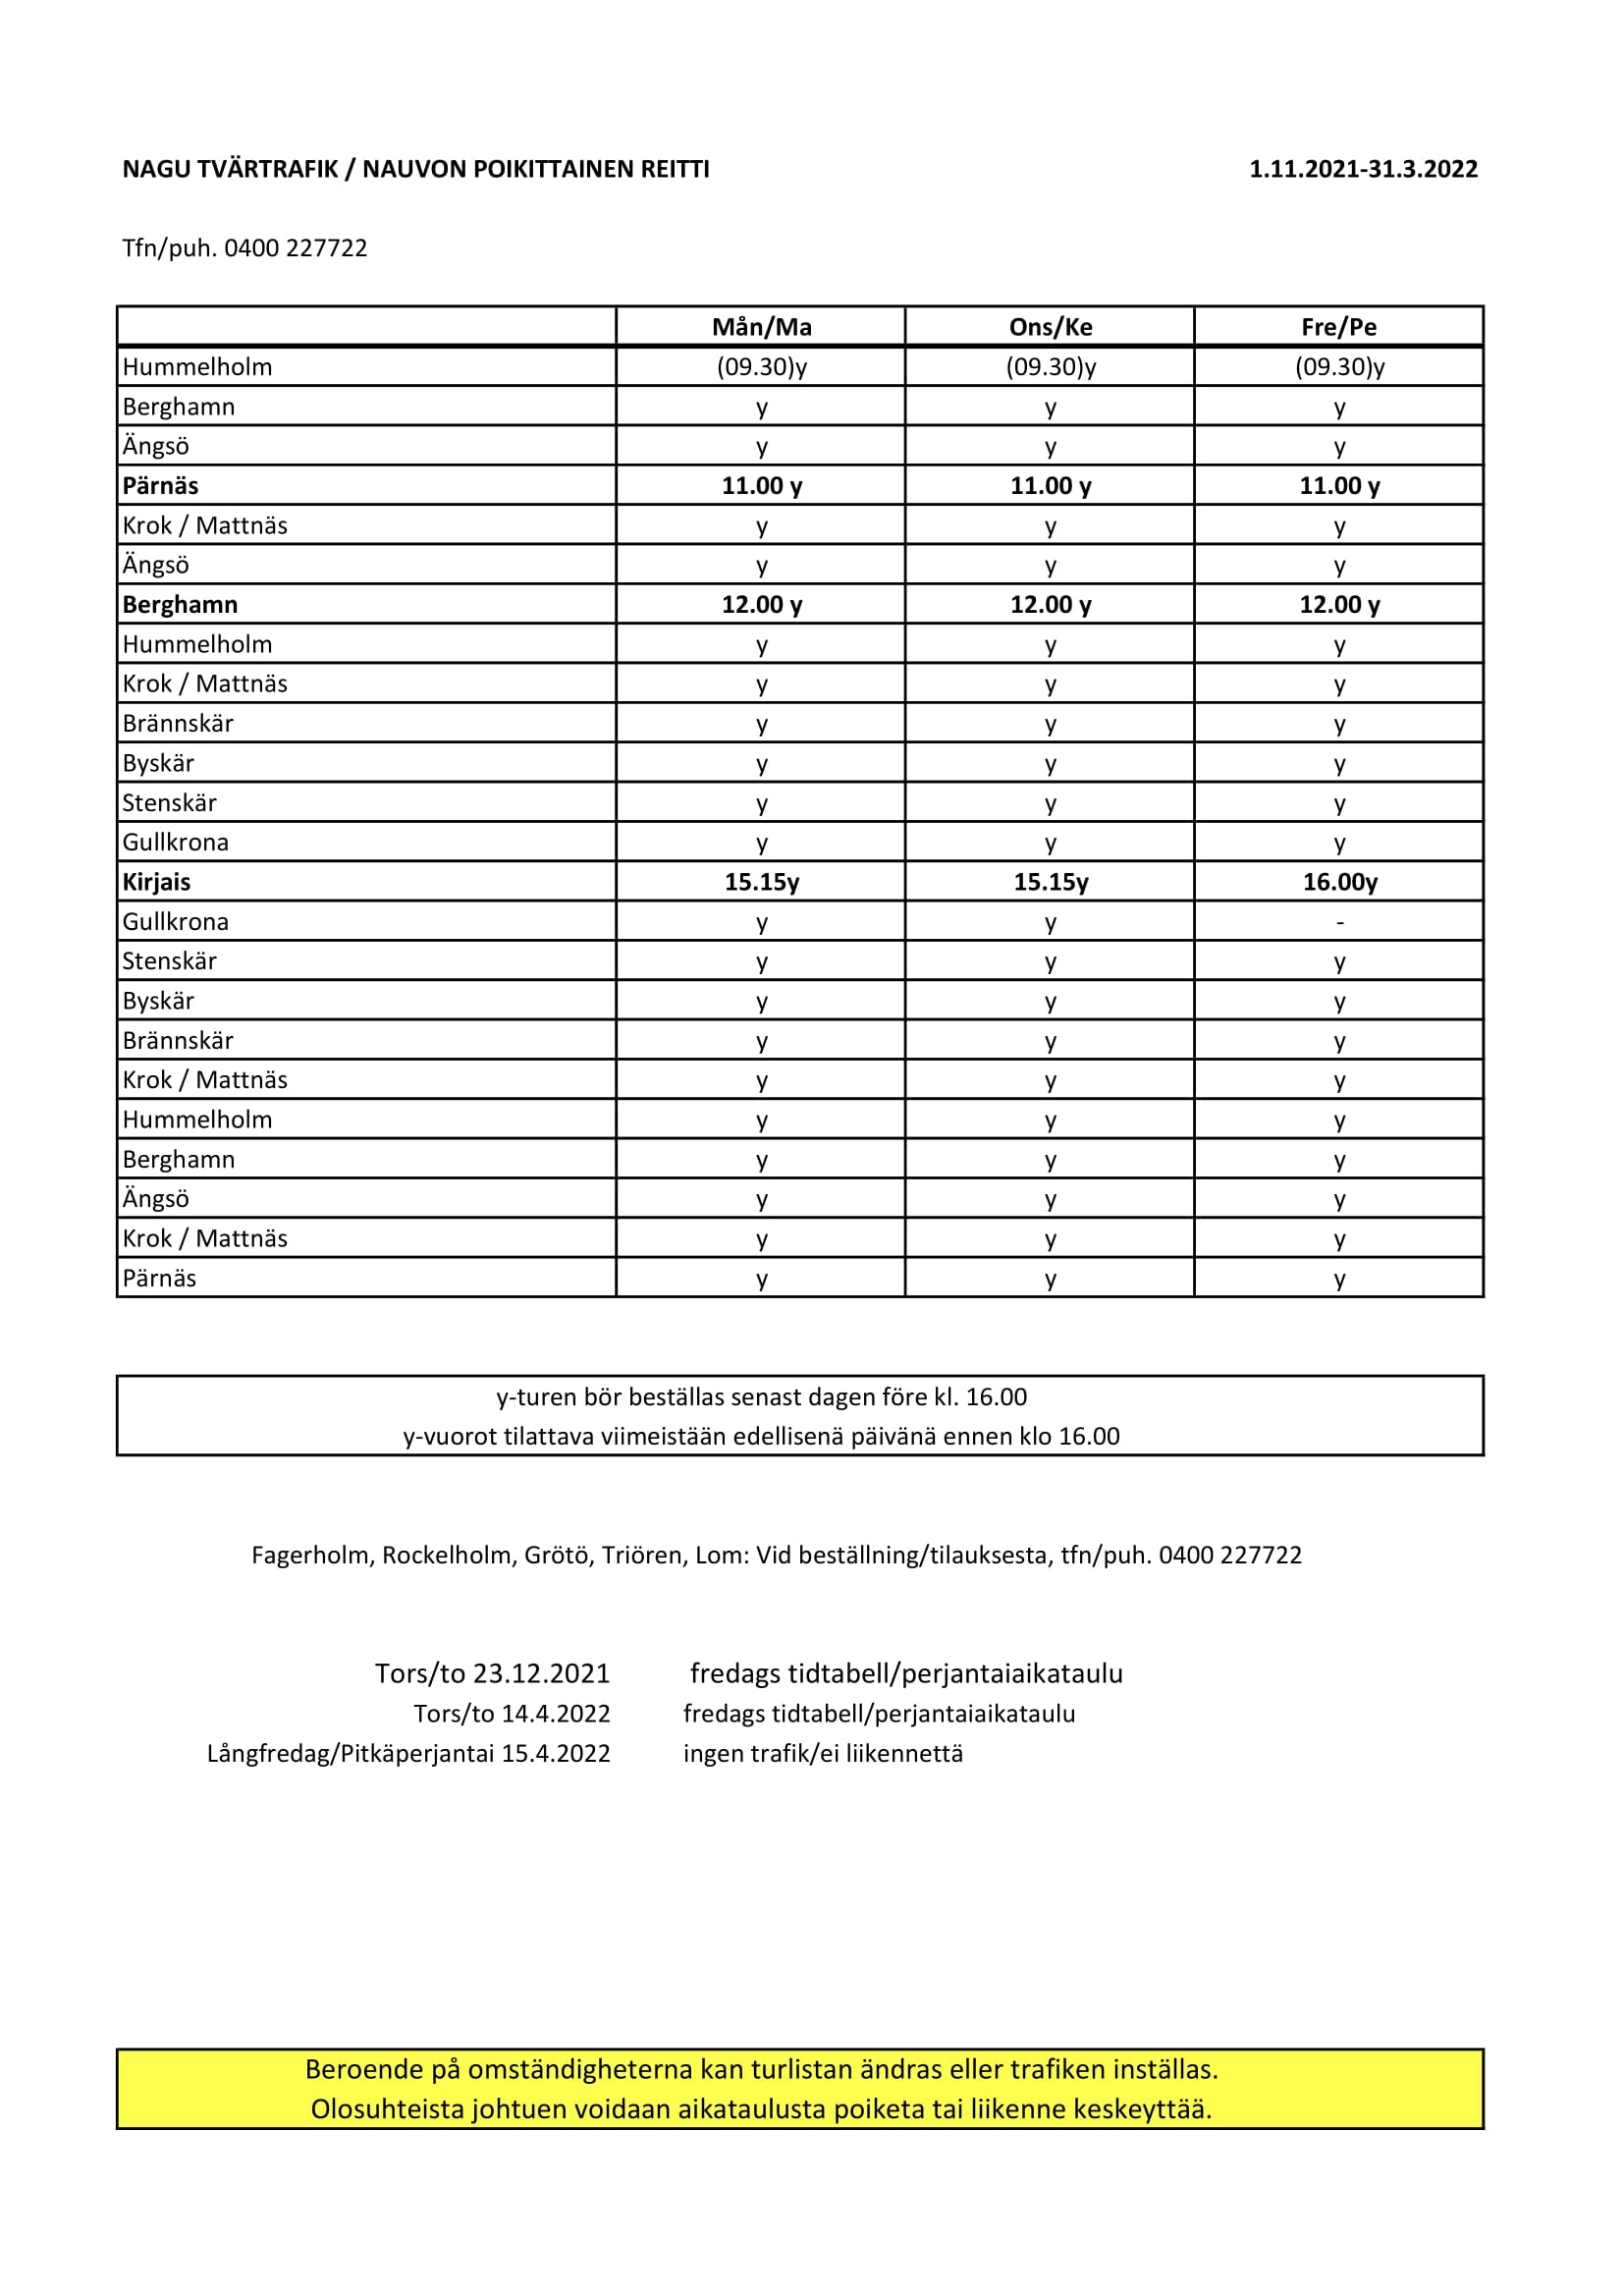 NAGU TVÄRTRAFIK / NAUVON POIKITTAINEN REITTI 1.11.2021-31.3.2022
Tfn/puh. 0400 227722
Mån/Ma Ons/Ke Fre/Pe
Hummelholm (09.30)y (09.30)y (09.30)y
Berghamn y y y
Ängsö y y y
Pärnäs 11.00 y 11.00 y 11.00 y
Krok / Mattnäs y y y
Ängsö y y y
Berghamn 12.00 y 12.00 y 12.00 y
Hummelholm y y y
Krok / Mattnäs y y y
Brännskär y y y
Byskär y y y
Stenskär y y y
Gullkrona y y y
Kirjais 15.15y 15.15y 16.00y
Gullkrona y y -
Stenskär y y y
Byskär y y y
Brännskär y y y
Krok / Mattnäs y y y
Hummelholm y y y
Berghamn y y y
Ängsö y y y
Krok / Mattnäs y y y
Pärnäs y y y
y-turen bör beställas senast dagen före kl. 16.00
y-vuorot tilattava viimeistään edellisenä päivänä ennen klo 16.00
Fagerholm, Rockelholm, Grötö, Triören, Lom: Vid beställning/tilauksesta, tfn/puh. 0400 227722
Tors/to 23.12.2021 fredags tidtabell/perjantaiaikataulu
Tors/to 14.4.2022 fredags tidtabell/perjantaiaikataulu
Långfredag/Pitkäperjantai 15.4.2022 ingen trafik/ei liikennettä
Beroende på omständigheterna kan turlistan ändras eller trafiken inställas.
Olosuhteista johtuen voidaan aikataulusta poiketa tai liikenne keskeyttää.